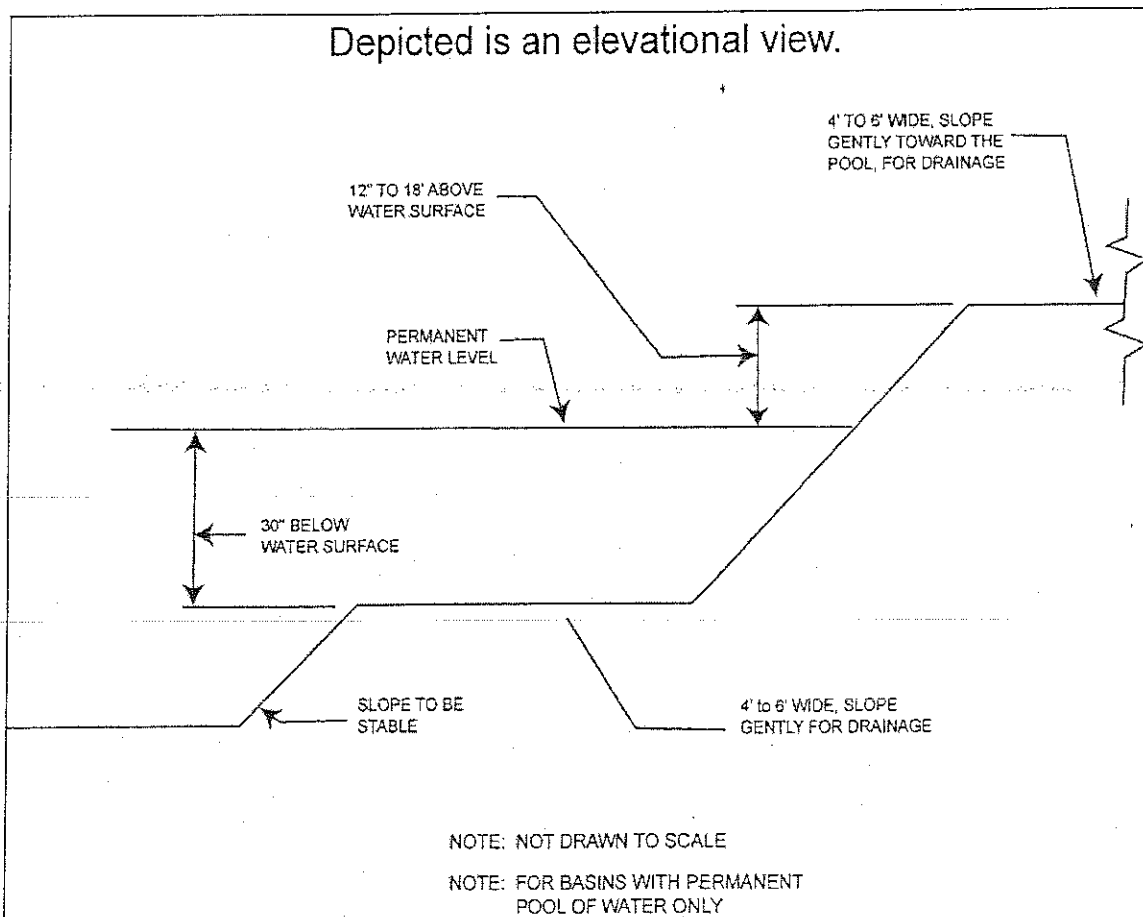 Depicted is an elevational view.
4' TO 6' WIDE, SLOPE
GENTLY TOWARD THE
POOL, FOR DRAINAGE
12" TO 18' ABOVE
WATER SURFACE
PERMANENT
WATER LEVEL
30" BELOW
WATER SURFACE
SLOPE TO BE
STABLE
4' to 6' WIDE, SLOPE
GENTLY FOR DRAINAGE
NOTE: NOT DRAWN TO SCALE
NOTE: FOR BASINS WITH PERMANENT
POOL OF WATER ONLY